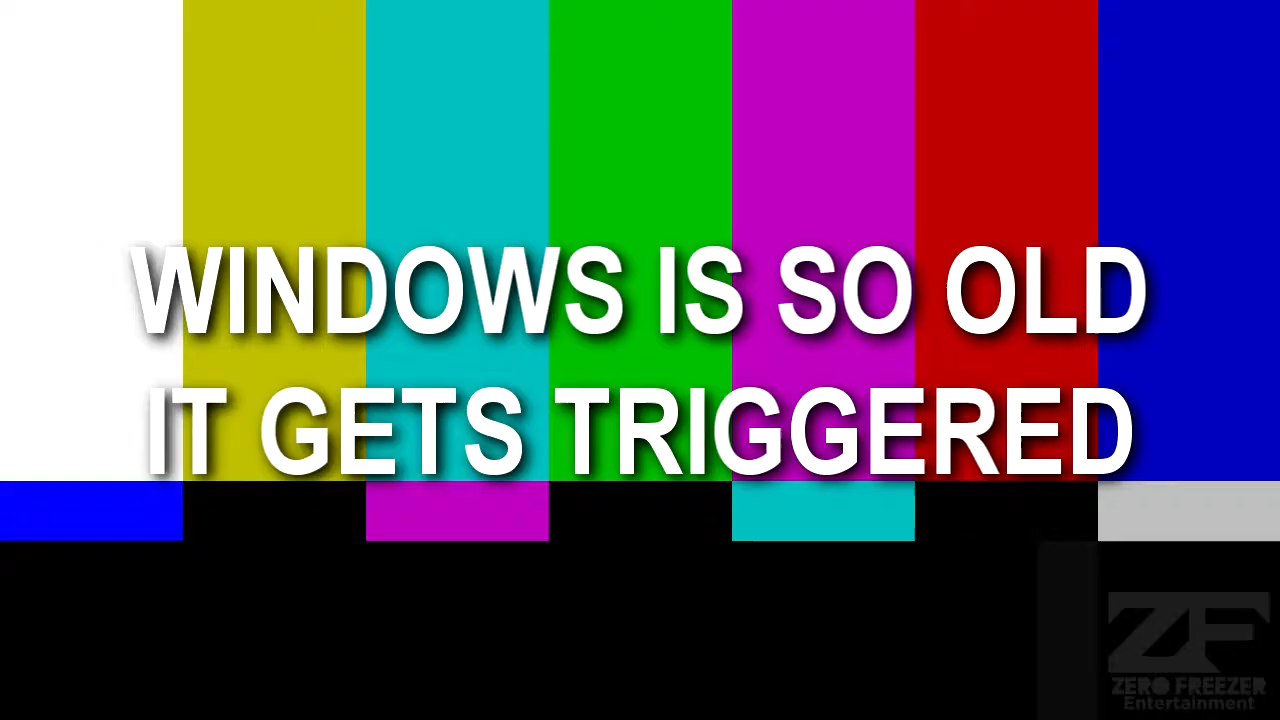 WINDOWS IS SO OLD
IT GETS TRIGGERED
ZF
ZERO FREEZER
Entertainment